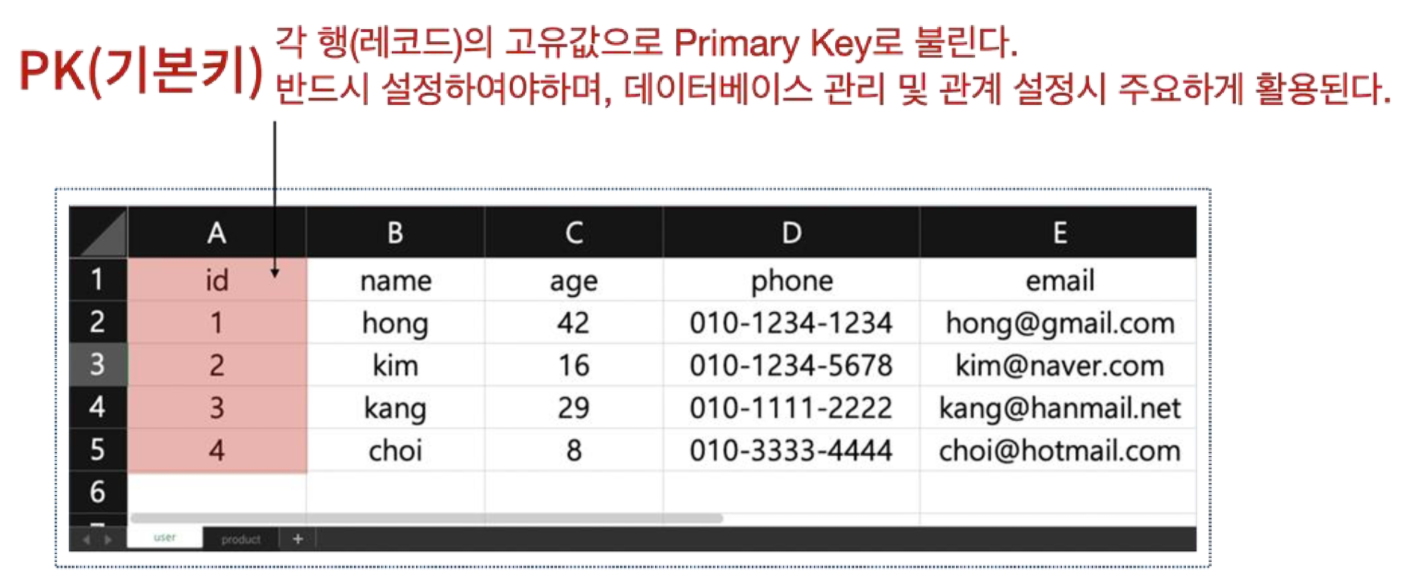 PK(기본키)
각 행(레코드)의 고유값으로 Primary Key로 불린다.
반드시 설정하여야하며, 데이터베이스 관리 및 관계 설정시 주요하게 활용된다.
A B C D E
1 id name age phone email
2 1 hong 42 010-1234-1234 hong@gmail.com
3 2 kim 16 010-1234-5678 kim@naver.com
4 3 kang 29 010-1111-2222 kang@hanmail.net
5 4 choi 8 010-3333-4444 choi@hotmail.com
6
user product +